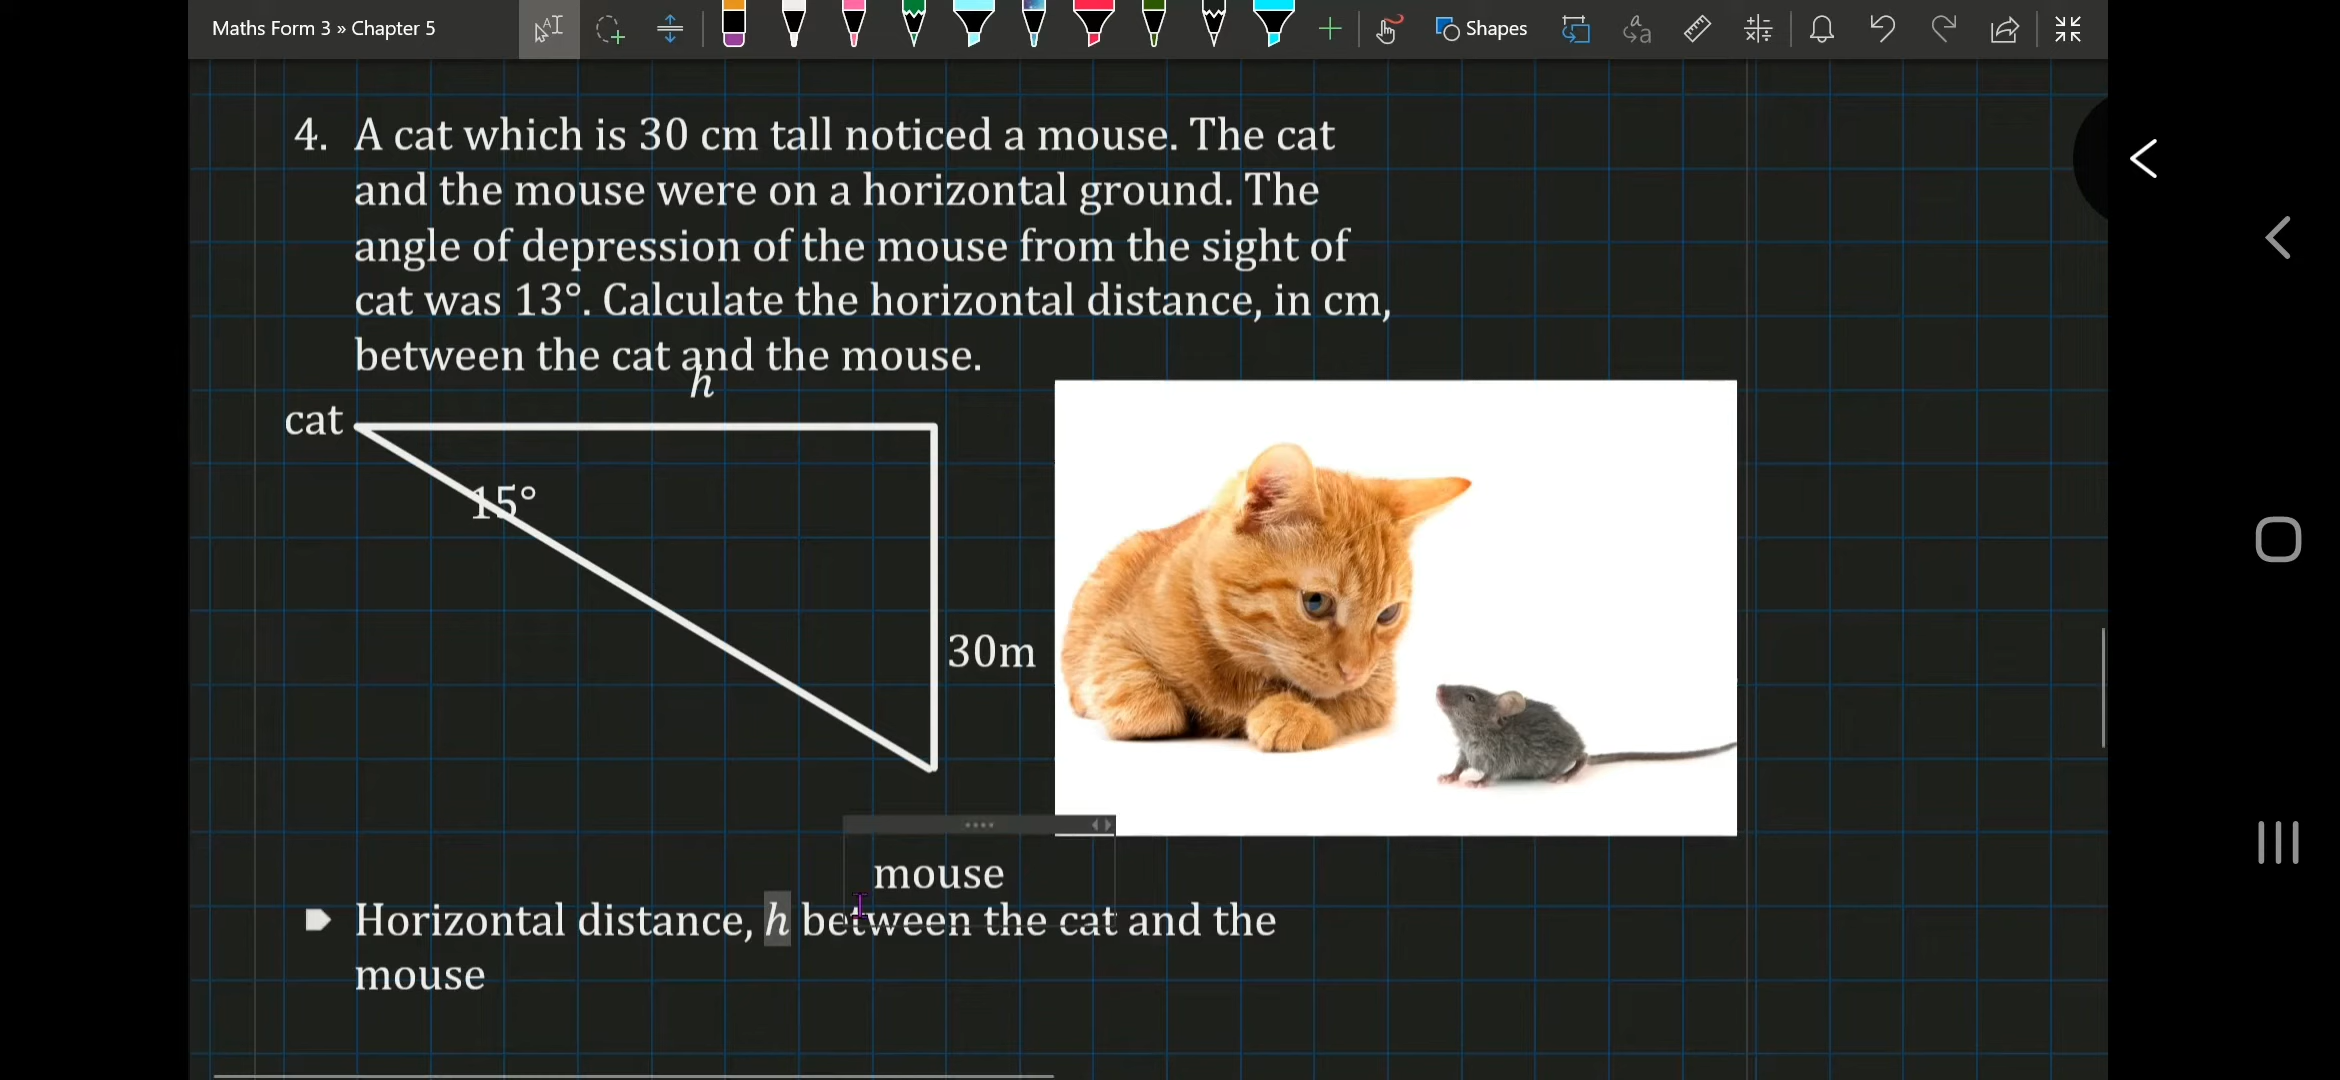 Maths Form 3 » Chapter 5
Shapes
4. A cat which is 30 cm tall noticed a mouse. The cat
and the mouse were on a horizontal ground. The
angle of depression of the mouse from the sight of
cat was 13°. Calculate the horizontal distance, in cm,
between the cat and the mouse.
h
cat
15°
30m
mouse
Horizontal distance, h between the cat and the
mouse